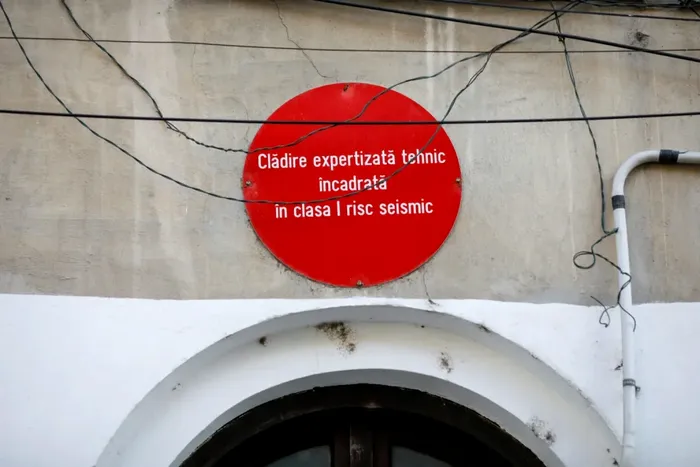 Clădire expertizată tehnic
încadrată
în clasa I risc seismic